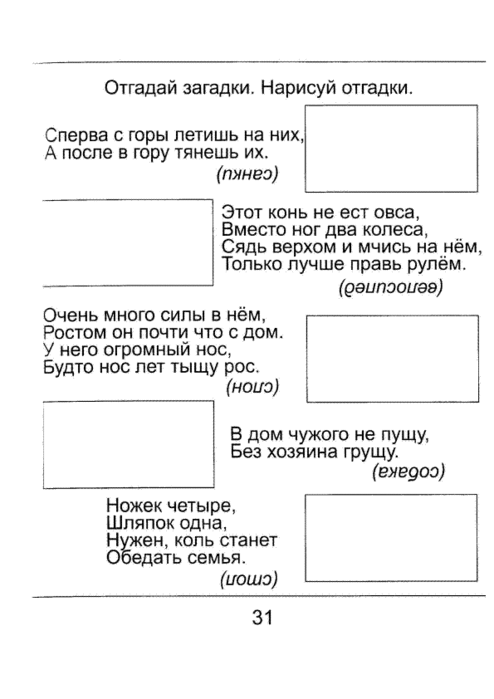 Отгадай загадки. Нарисуй отгадки.
Сперва с горы летишь на них,
А после в гору тянешь их.
(санки)
Этот конь не ест овса,
Вместо ног два колеса,
Сядь верхом и мчись на нём,
Только лучше правь рулём.
(велосипед)
Очень много силы в нём,
Ростом он почти что с дом.
У него огромный нос,
Будто нос лет тыщу рос.
(слон)
В дом чужого не пущу,
Без хозяина грущу.
(собака)
Ножек четыре,
Шляпок одна,
Нужен, коль станет
Обедать семья.
(стол)
31